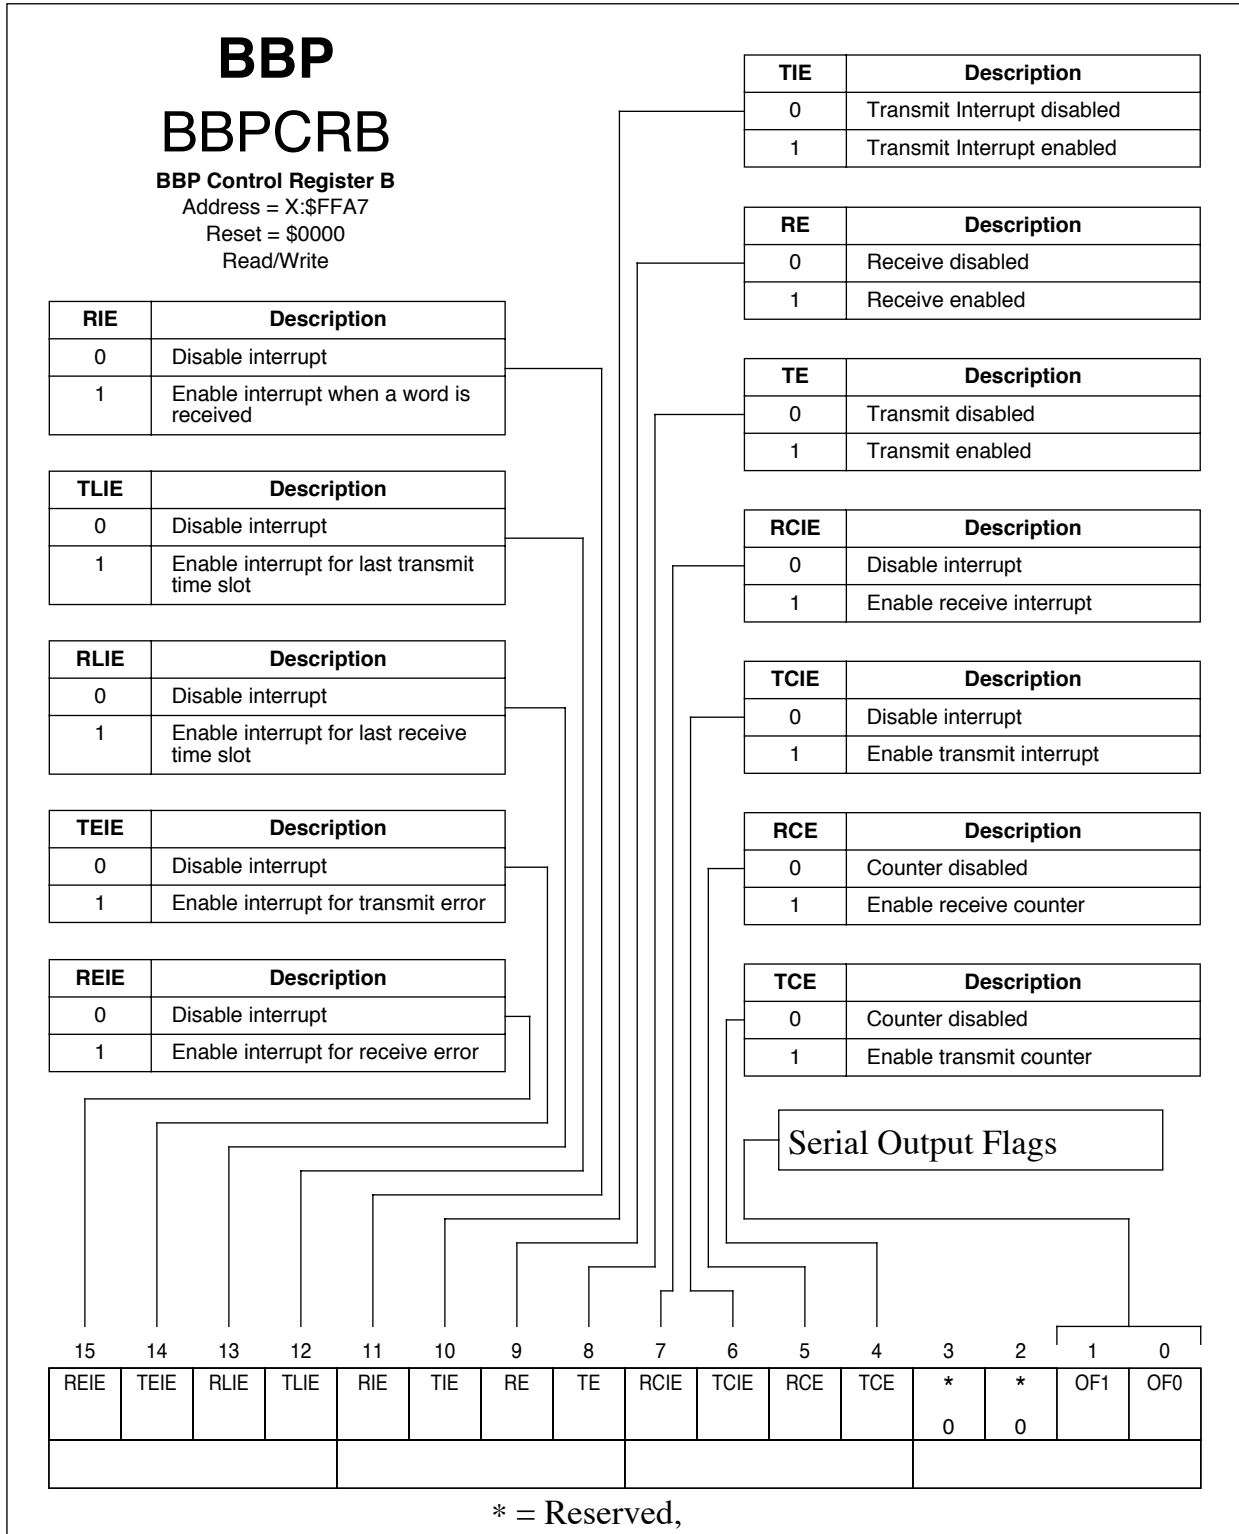 BBP
BBPCRB
BBP Control Register B
Address = X:$FFA7
Reset = $0000
Read/Write
RIE Description
0 Disable interrupt
1 Enable interrupt when a word is
received
TLIE Description
0 Disable interrupt
1 Enable interrupt for last transmit
time slot
RLIE Description
0 Disable interrupt
1 Enable interrupt for last receive
time slot
TEIE Description
0 Disable interrupt
1 Enable interrupt for transmit error
REIE Description
0 Disable interrupt
1 Enable interrupt for receive error
TIE Description
0 Transmit Interrupt disabled
1 Transmit Interrupt enabled
RE Description
0 Receive disabled
1 Receive enabled
TE Description
0 Transmit disabled
1 Transmit enabled
RCIE Description
0 Disable interrupt
1 Enable receive interrupt
TCIE Description
0 Disable interrupt
1 Enable transmit interrupt
RCE Description
0 Counter disabled
1 Enable receive counter
TCE Description
0 Counter disabled
1 Enable transmit counter
Serial Output Flags
15 14 13 12 11 10 9 8 7 6 5 4 3 2 1 0
REIE TEIE RLIE TLIE RIE TIE RE TE RCIE TCIE RCE TCE * * OF1 OF0
0 0
* = Reserved,